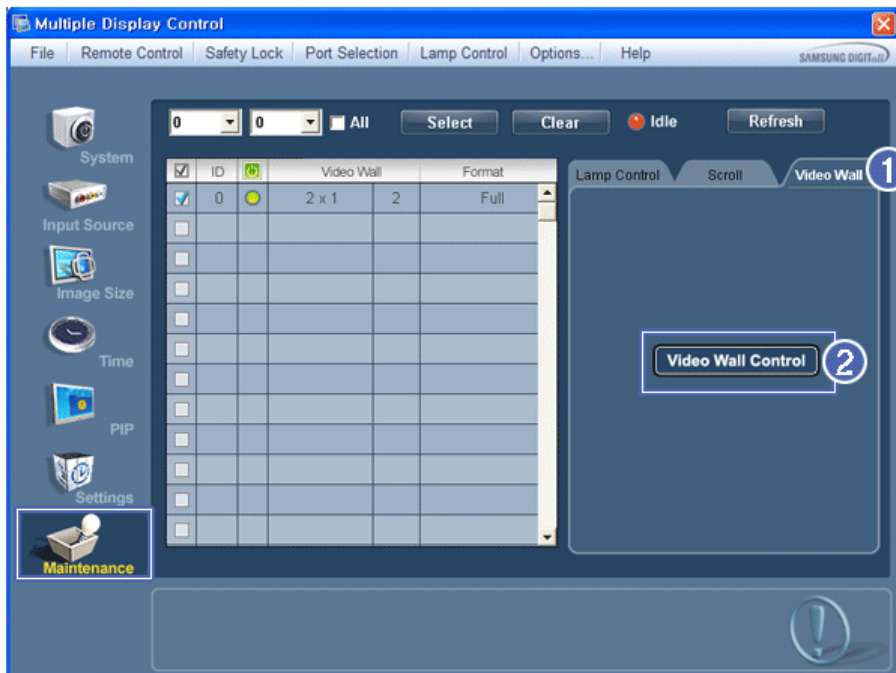 Multiple Display Control
File Remote Control Safety Lock Port Selection Lamp Control Options... Help SAMSUNG DIGITall
0 0 All Select Clear Idle Refresh
System
Input Source
Image Size
Time
PIP
Settings
Maintenance
ID Video Wall Format
0 2 x 1 2 Full
Lamp Control Scroll Video Wall 1
Video Wall Control 2